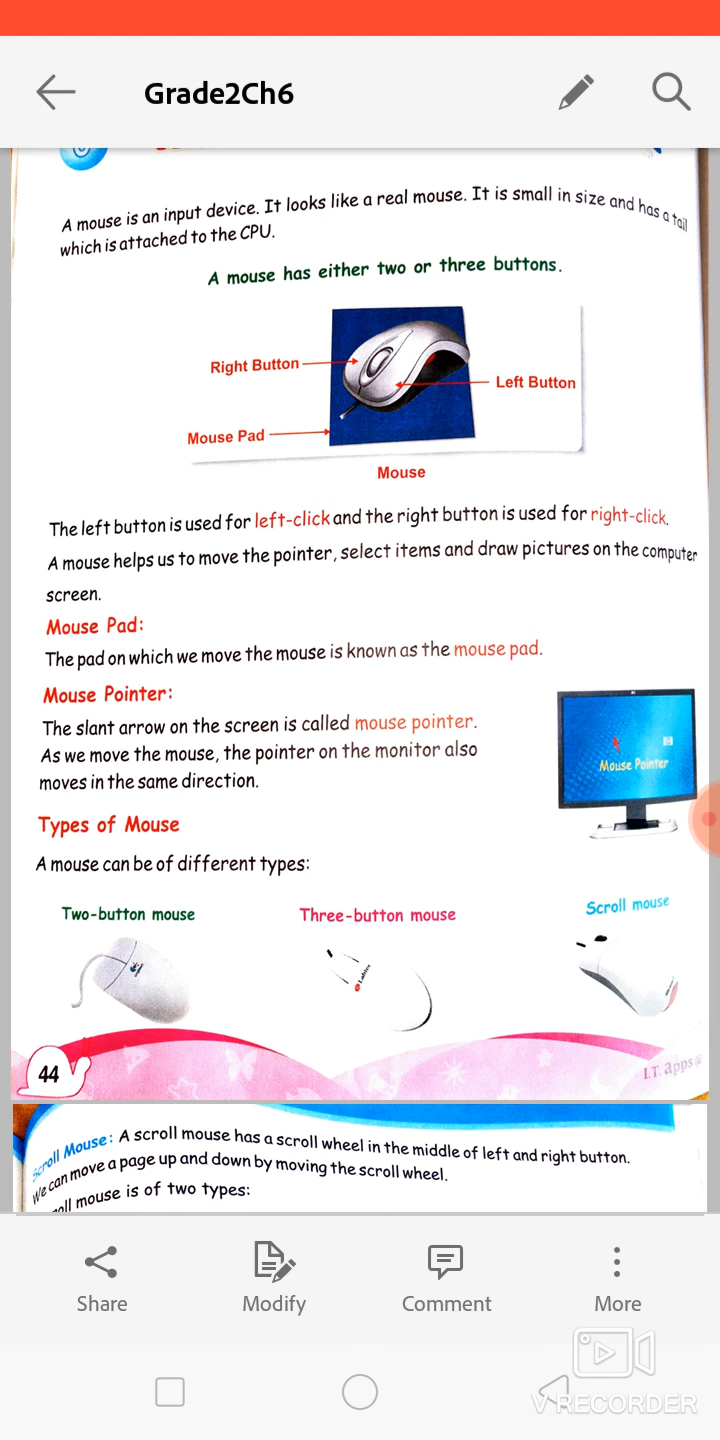 Grade2Ch6
A mouse is an input device. It looks like a real mouse. It is small in size and has a tail
which is attached to the CPU.
A mouse has either two or three buttons.
Right Button
Left Button
Mouse Pad
Mouse
The left button is used for left-click and the right button is used for right-click.
A mouse helps us to move the pointer, select items and draw pictures on the computer
screen.
Mouse Pad:
The pad on which we move the mouse is known as the mouse pad.
Mouse Pointer:
The slant arrow on the screen is called mouse pointer.
As we move the mouse, the pointer on the monitor also
moves in the same direction.
Mouse Pointer
Types of Mouse
A mouse can be of different types:
Two-button mouse
Three-button mouse
Scroll mouse
Labtec
44
I.T. apps@
Scroll Mouse: A scroll mouse has a scroll wheel in the middle of left and right button.
We can move a page up and down by moving the scroll wheel.
oll mouse is of two types:
Share
Modify
Comment
More
V RECORDER